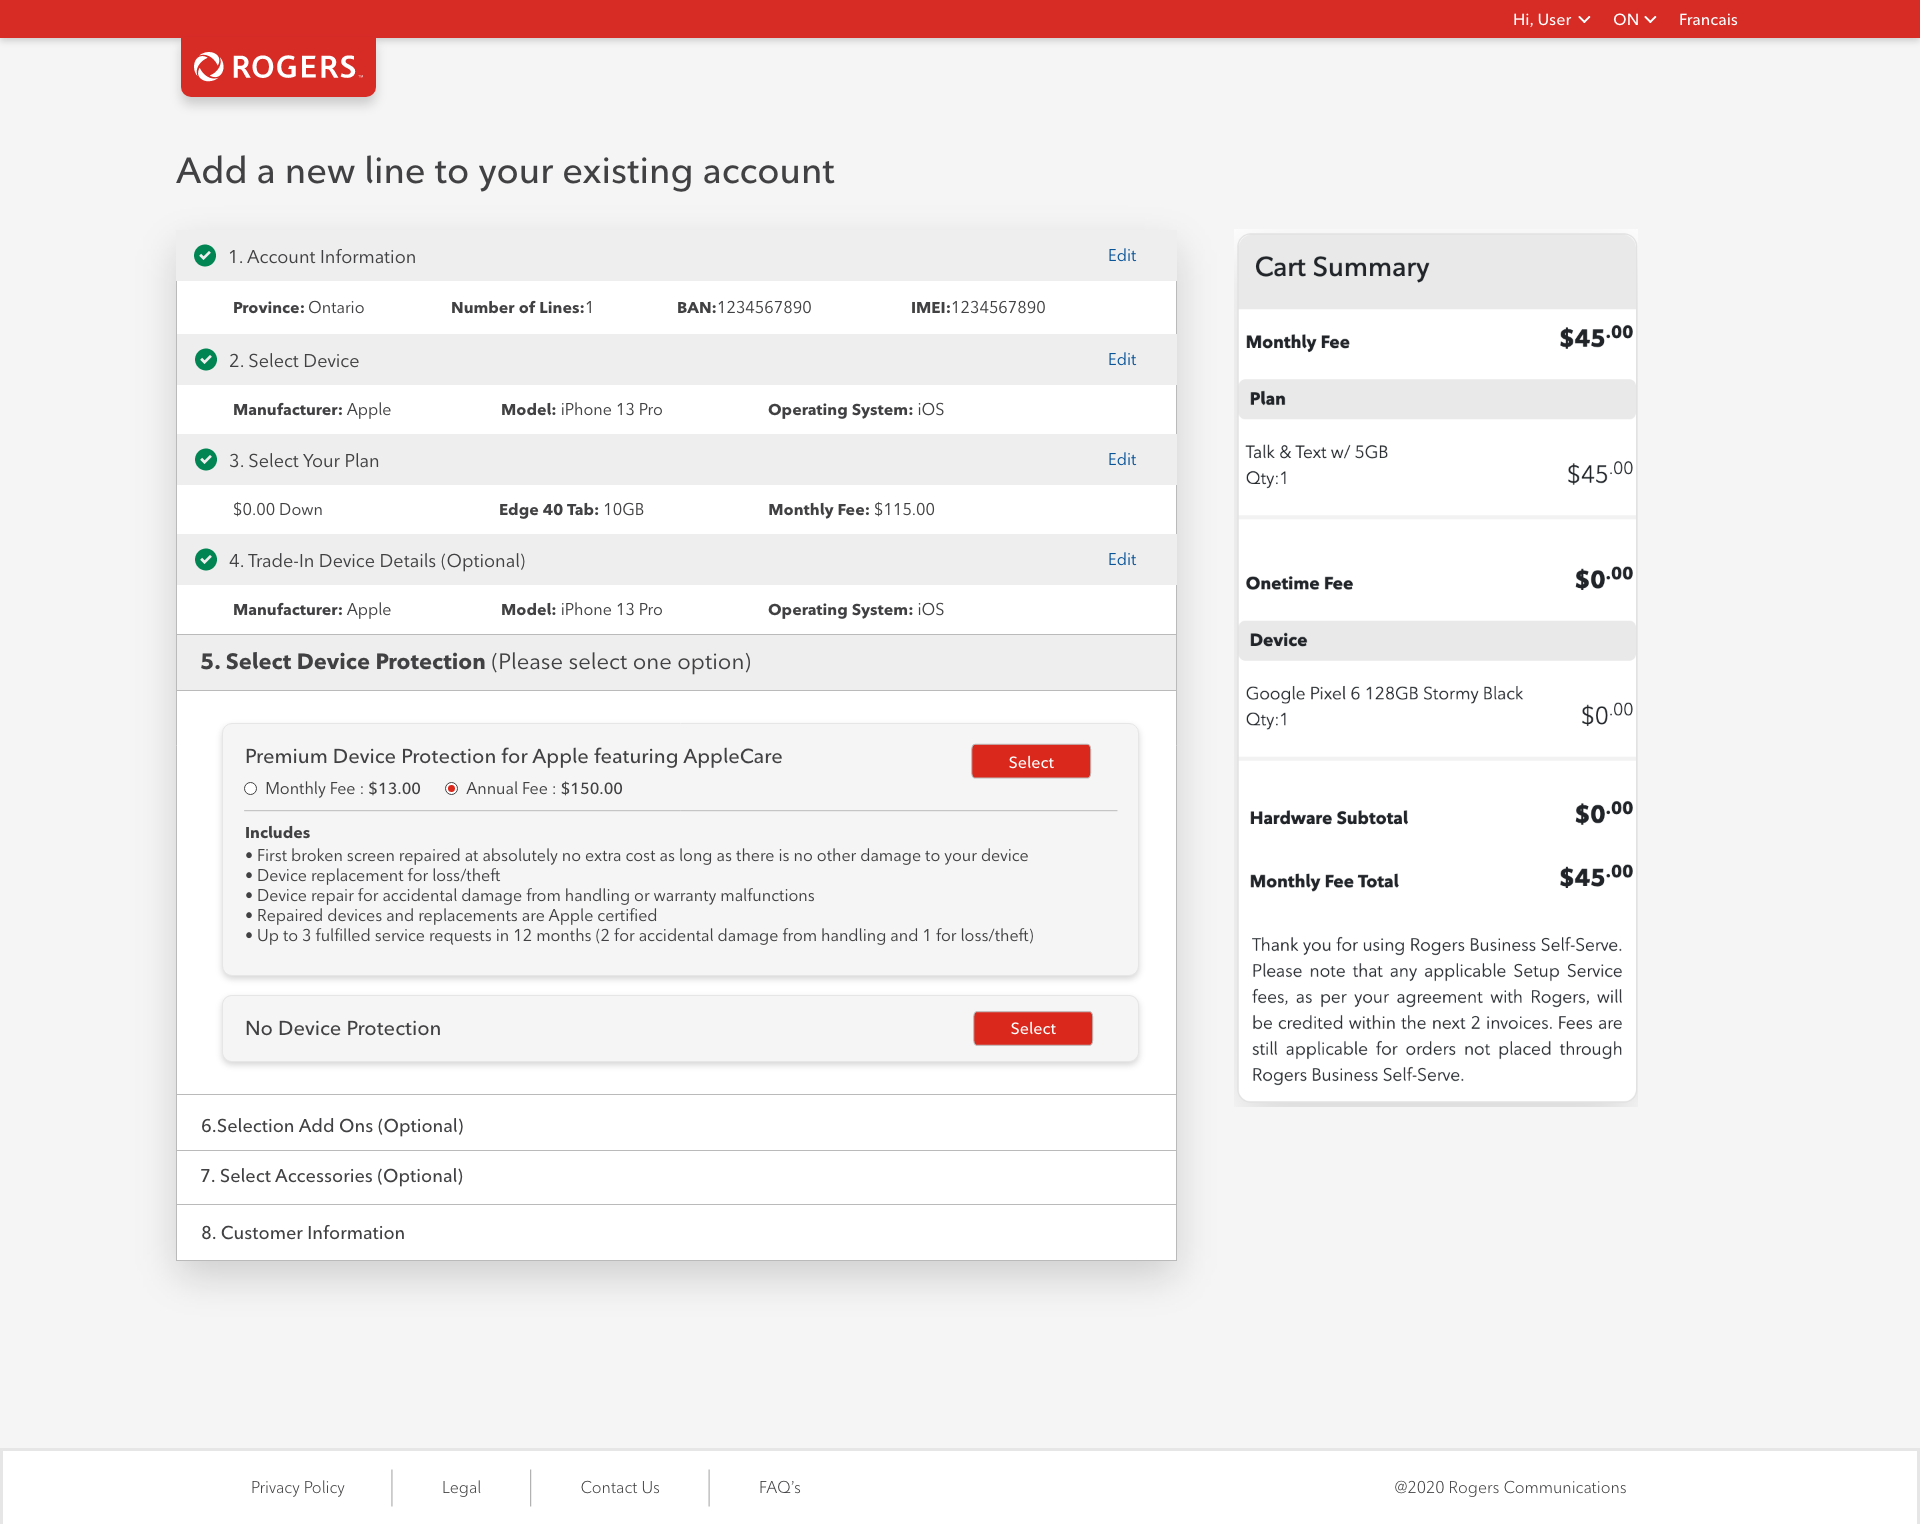 Hi, User
ON
Francais
ROGERS
Add a new line to your existing account
1. Account Information
Edit
Province: Ontario
Number of Lines:1
BAN:1234567890
IMEI:1234567890
2. Select Device
Edit
Manufacturer: Apple
Model: iPhone 13 Pro
Operating System: iOS
3. Select Your Plan
Edit
$0.00 Down
Edge 40 Tab: 10GB
Monthly Fee: $115.00
4. Trade-In Device Details (Optional)
Edit
Manufacturer: Apple
Model: iPhone 13 Pro
Operating System: iOS
5. Select Device Protection (Please select one option)
Premium Device Protection for Apple featuring AppleCare
Select
Monthly Fee : $13.00
Annual Fee : $150.00
Includes
• First broken screen repaired at absolutely no extra cost as long as there is no other damage to your device
• Device replacement for loss/theft
• Device repair for accidental damage from handling or warranty malfunctions
• Repaired devices and replacements are Apple certified
• Up to 3 fulfilled service requests in 12 months (2 for accidental damage from handling and 1 for loss/theft)
No Device Protection
Select
6.Selection Add Ons (Optional)
7. Select Accessories (Optional)
8. Customer Information
Cart Summary
Monthly Fee
$45.00
Plan
Talk & Text w/ 5GB
Qty:1
$45.00
Onetime Fee
$0.00
Device
Google Pixel 6 128GB Stormy Black
Qty:1
$0.00
Hardware Subtotal
$0.00
Monthly Fee Total
$45.00
Thank you for using Rogers Business Self-Serve.
Please note that any applicable Setup Service
fees, as per your agreement with Rogers, will
be credited within the next 2 invoices. Fees are
still applicable for orders not placed through
Rogers Business Self-Serve.
Privacy Policy
Legal
Contact Us
FAQ's
@2020 Rogers Communications